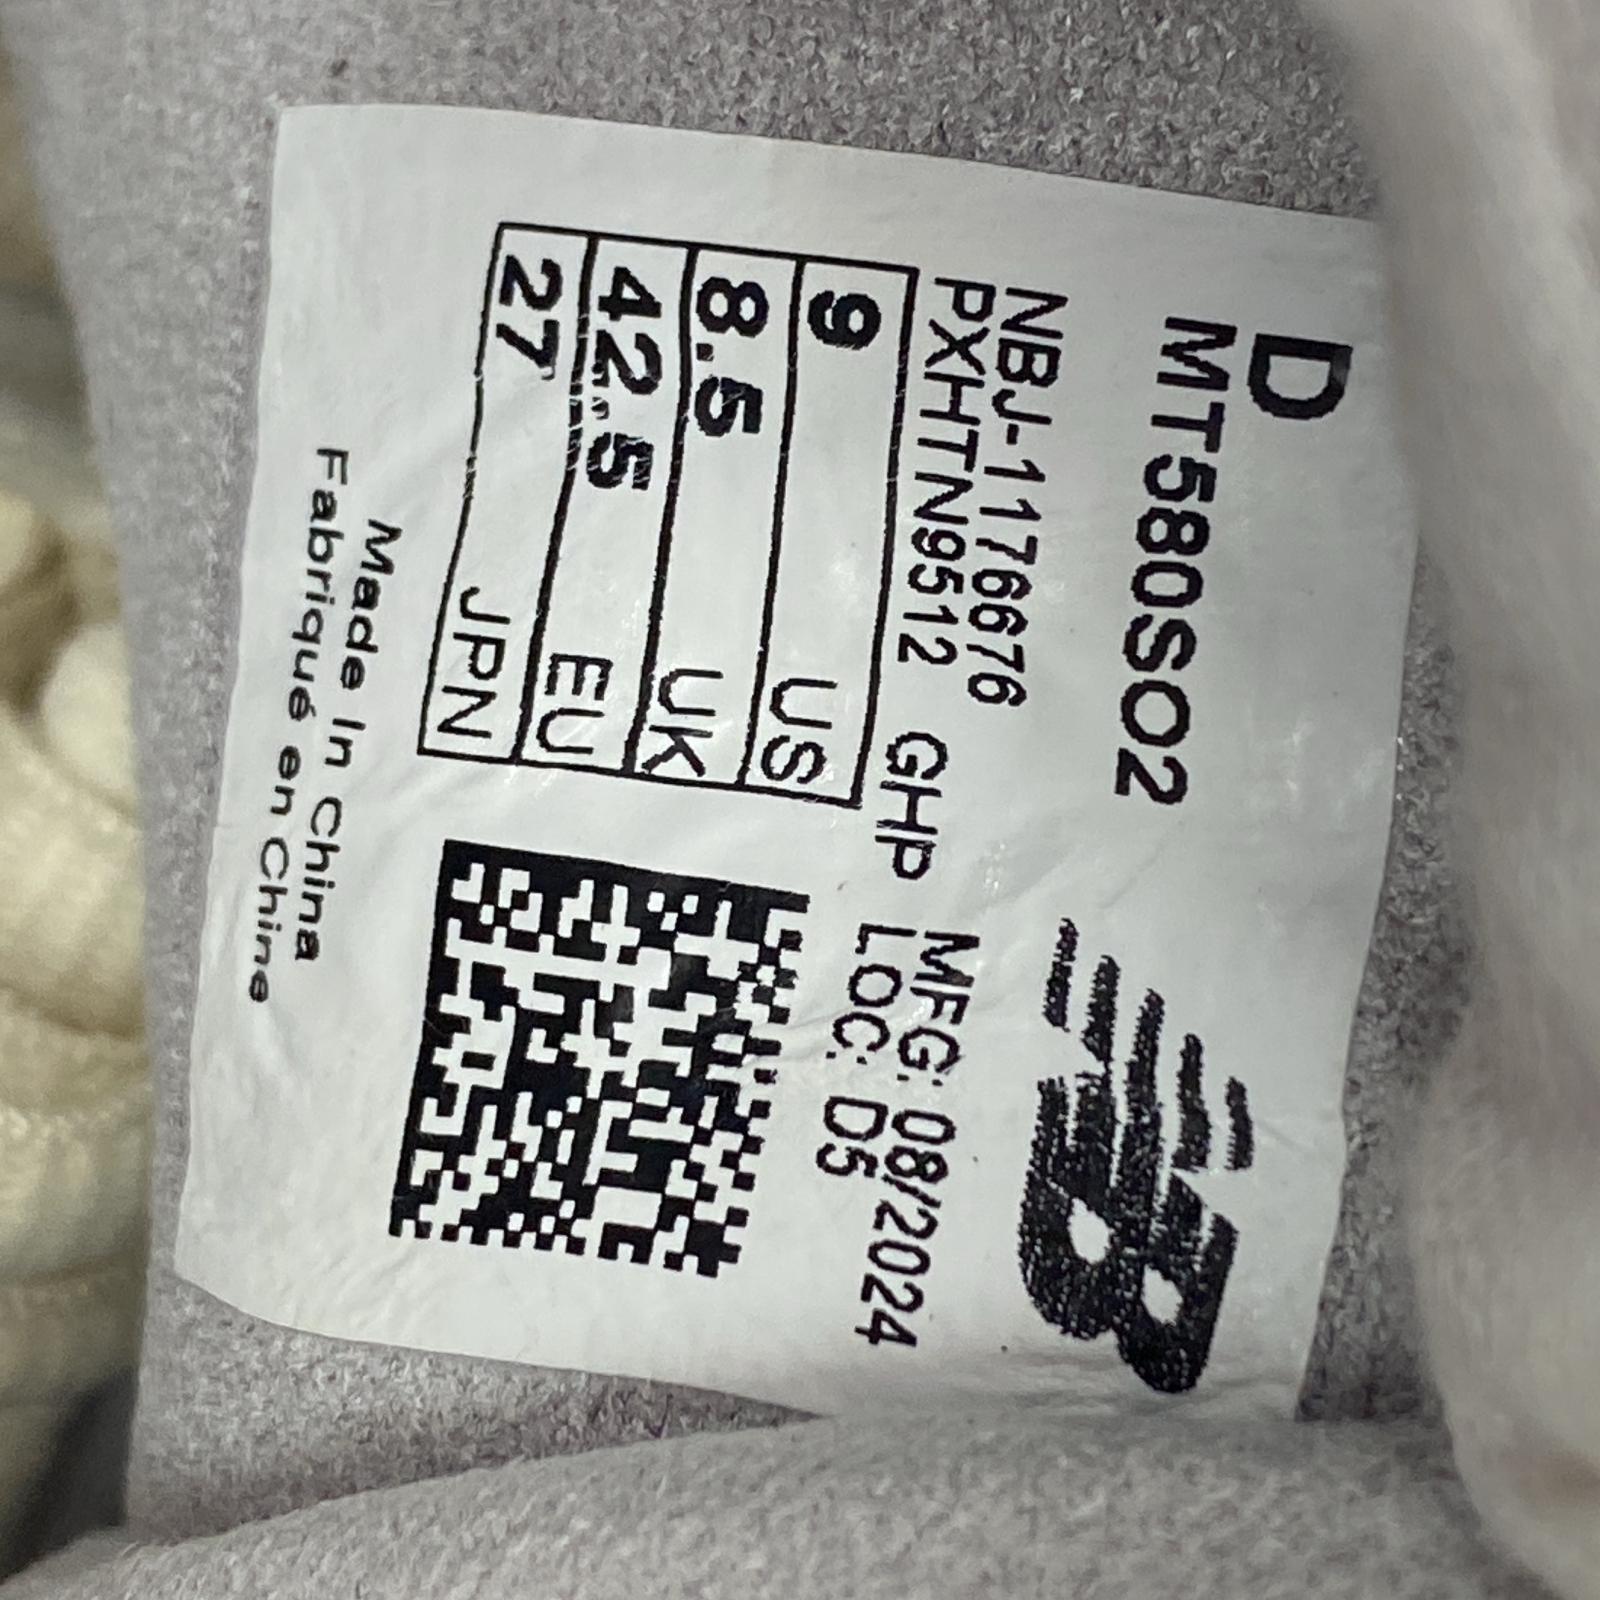 D
MT580SO2
NBJ-1176676
PXHTN9512 GHP
MFG: 08/2024
LOC: D5
9 US
8.5 UK
42.5 EU
27 JPN
Made In China
Fabriqué en Chine